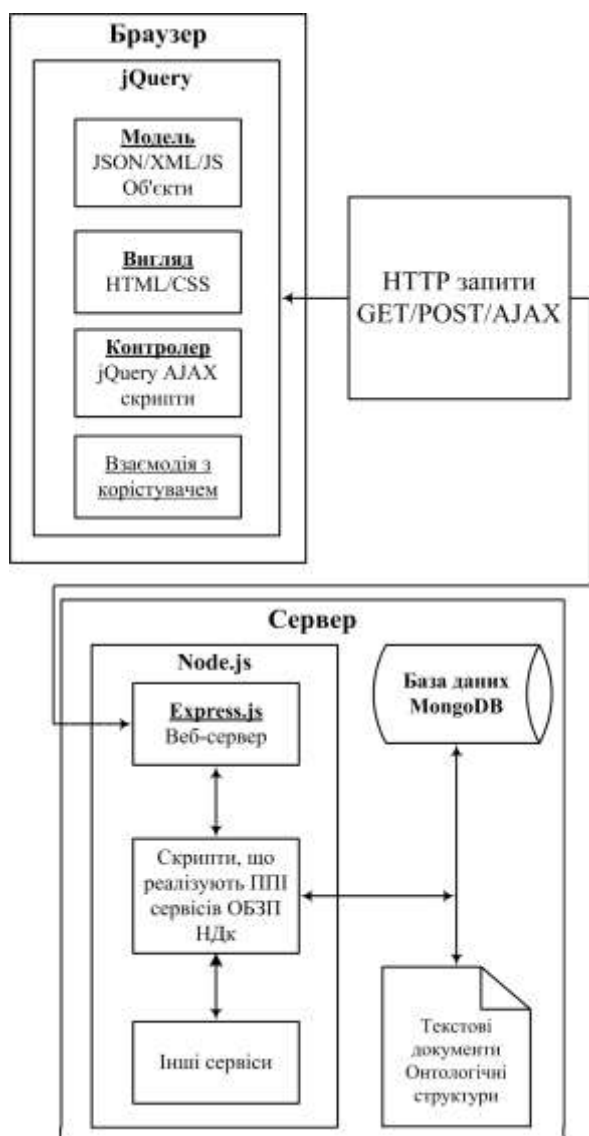 Браузер
jQuery
Модель
JSON/XML/JS
Об'єкти
Вигляд
HTML/CSS
Контролер
jQuery AJAX
скрипти
Взаємодія з
корістувачем
HTTP запити
GET/POST/AJAX
Сервер
Node.js
Express.js
Веб-сервер
Скрипти, що
реалізують ППІ
сервісів ОБЗП
НДк
Інші сервіси
База даних
MongoDB
Текстові
документи
Онтологічні
структури